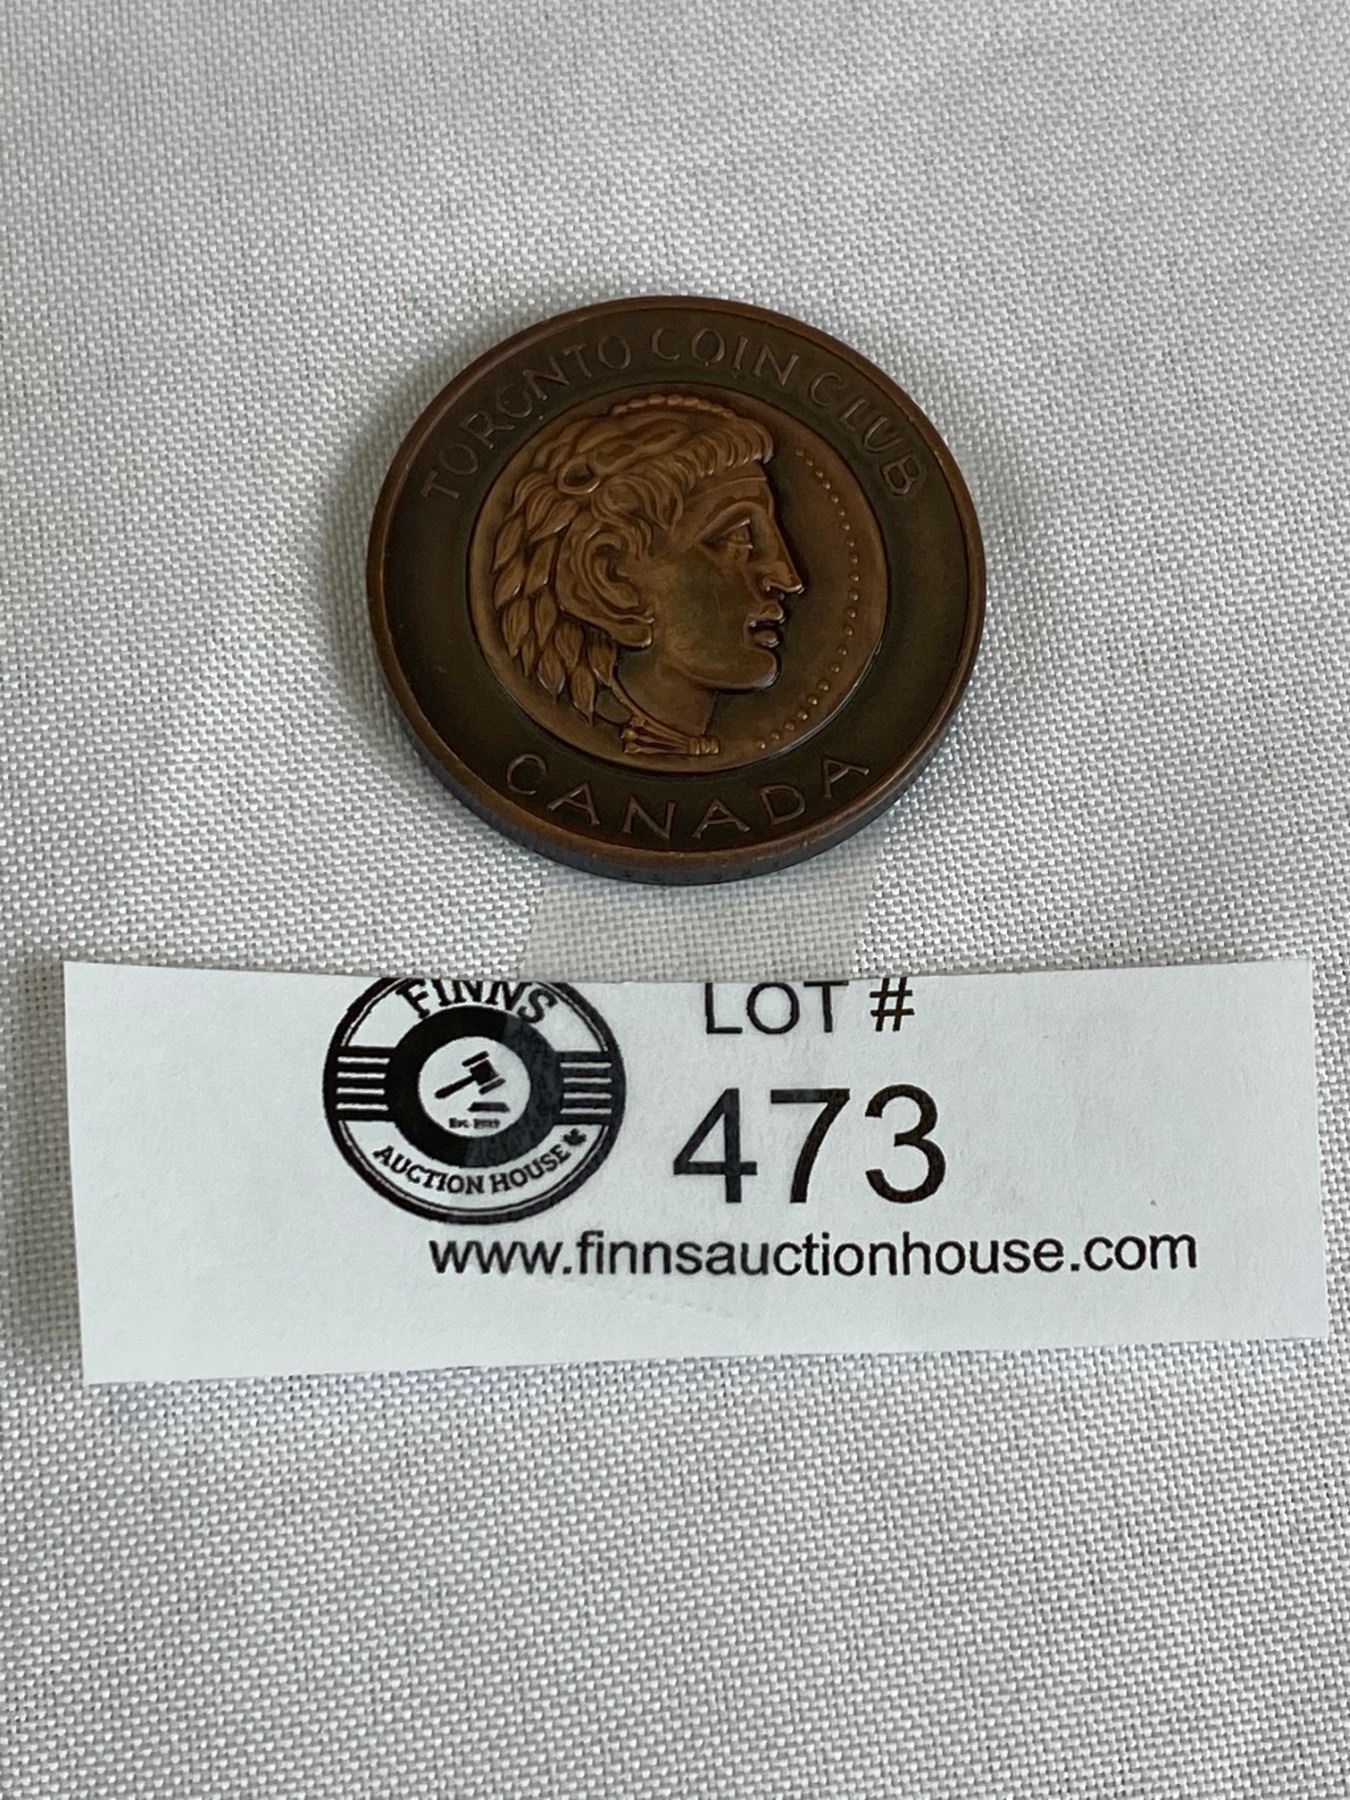 TORONTO COIN CLUB
CANADA
FINNS
AUCTION HOUSE
LOT #
473
www.finnsauctionhouse.com